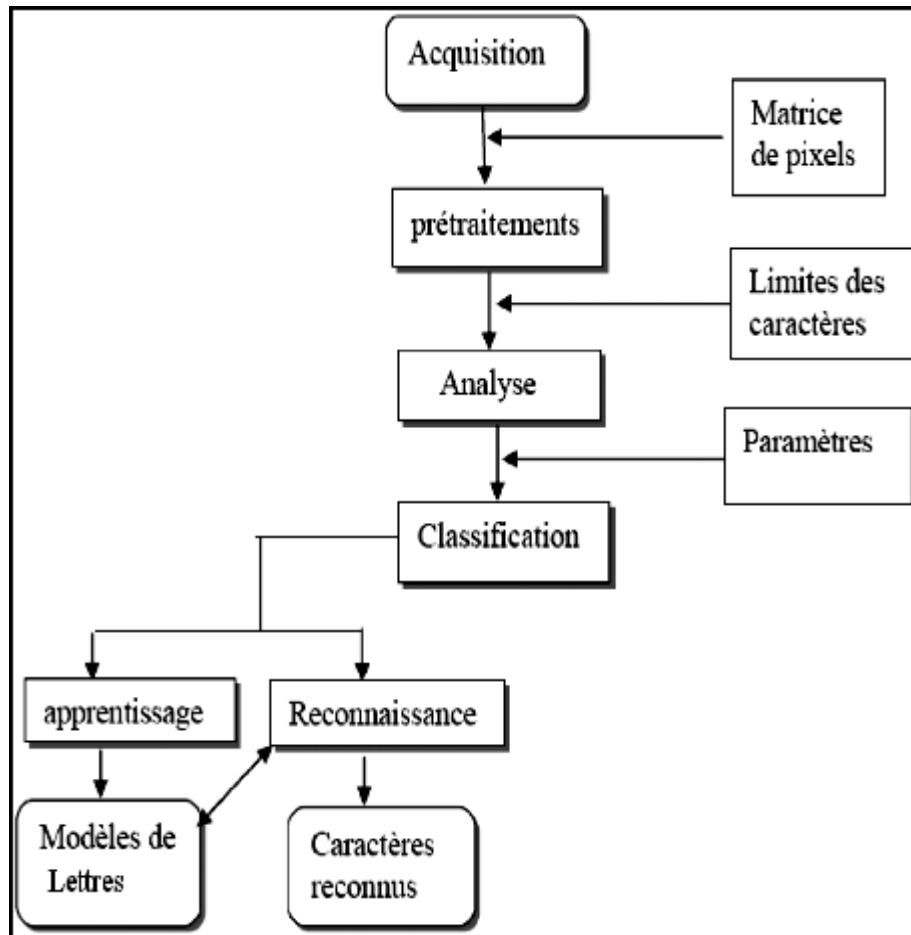 Acquisition
Matrice
de pixels
prétraitements
Limites des
caractères
Analyse
Paramètres
Classification
apprentissage
Reconnaissance
Modèles de
Lettres
Caractères
reconnus